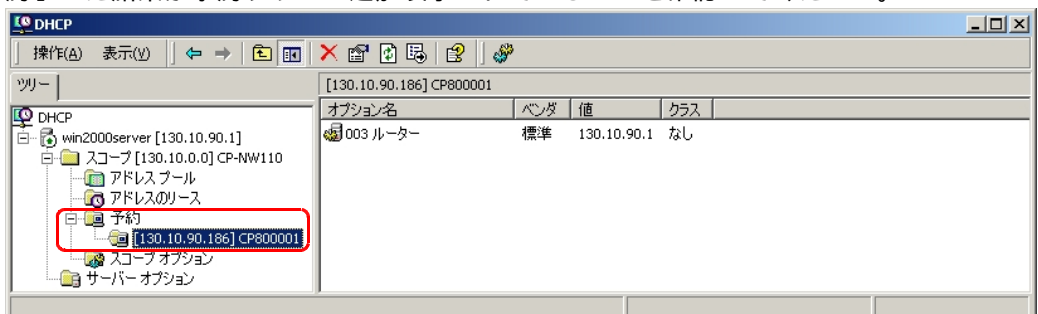 DHCP
操作(A) 表示(V)
ツリー
[130.10.90.186] CP800001
DHCP
win2000server [130.10.90.1]
スコープ [130.10.0.0] CP-NW110
アドレス プール
アドレスのリース
予約
[130.10.90.186] CP800001
スコープ オプション
サーバー オプション
オプション名 ベンダ 値 クラス
003 ルーター 標準 130.10.90.1 なし